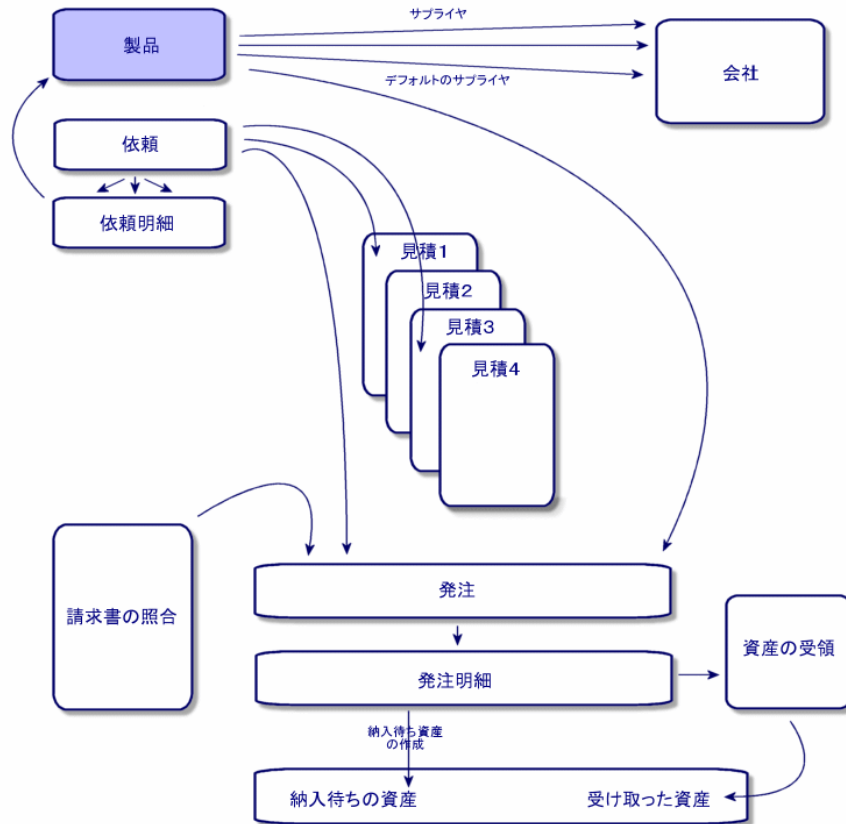 サプライヤ
製品
会社
デフォルトのサプライヤ
依頼
依頼明細
見積1
見積2
見積3
見積4
発注
請求書の照合
資産の受領
発注明細
納入待ち資産
の作成
納入待ちの資産
受け取った資産